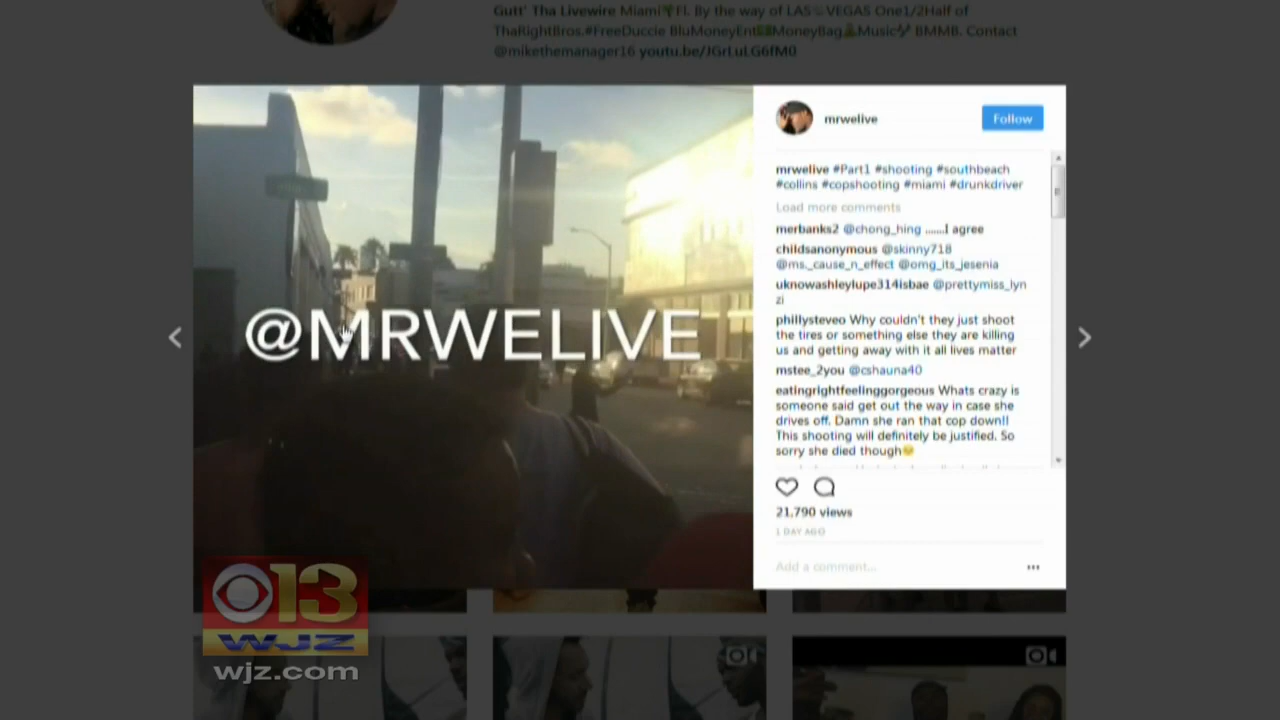 Gutt' Tha Livewire Miami🌴Fl. By the way of LAS VEGAS One1/2Half of
ThaRightBros.#FreeDuccie BluMoneyEnt MoneyBag Music BMMB. Contact
@mikethemanager16 youtu.be/JGrLuLG6fM0
mrwelive
Follow
mrwelive #Part1 #shooting #southbeach
#collins #copshooting #miami #drunkdriver
Load more comments
merbanks2 @chong_hing .......I agree
childsanonymous @skinny718
@ms._cause_n_effect @omg_its_jesenia
uknowashleylupe314isbae @prettymiss_lyn
zi
phillysteveo Why couldn't they just shoot
the tires or something else they are killing
us and getting away with it all lives matter
mstee_2you @cshauna40
eatingrightfeelinggorgeous Whats crazy is
someone said get out the way in case she
drives off. Damn she ran that cop down!!
This shooting will definitely be justified. So
sorry she died though
21,790 views
1 DAY AGO
Add a comment...
@MRWELIVE
13
WJZ
wjz.com